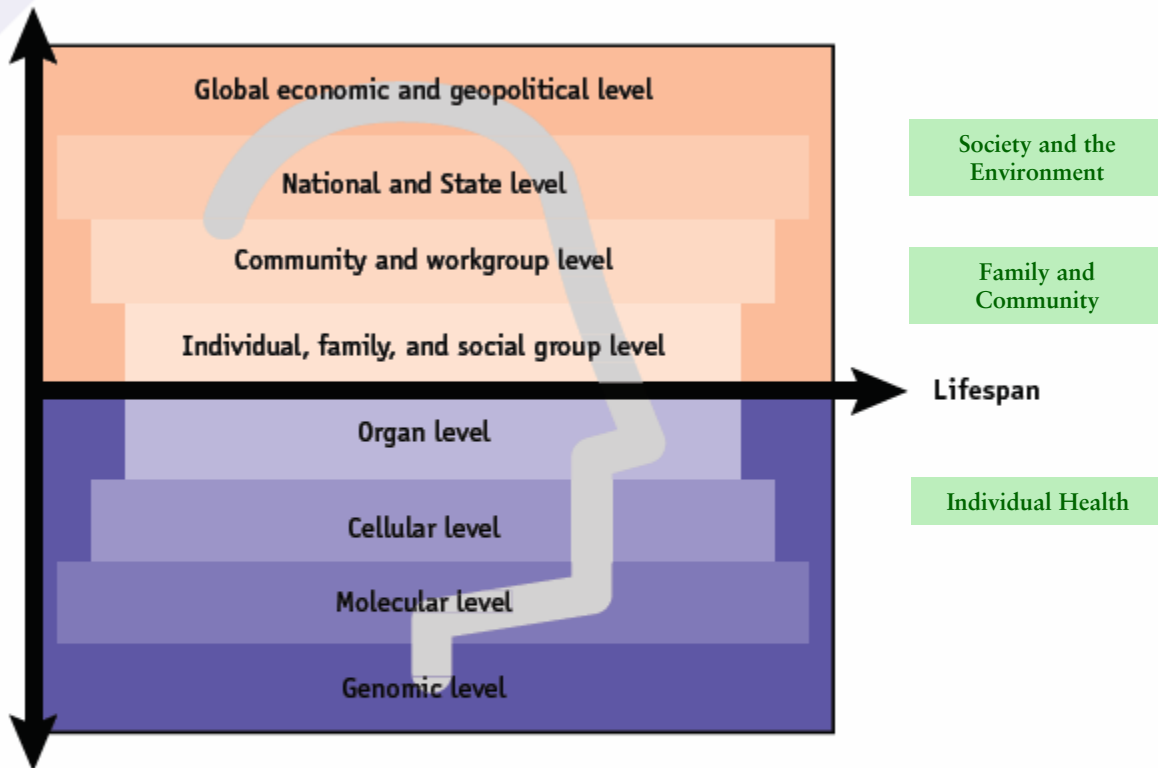 Global economic and geopolitical level
National and State level
Community and workgroup level
Individual, family, and social group level
Organ level
Cellular level
Molecular level
Genomic level
Society and the
Environment
Family and
Community
Lifespan
Individual Health